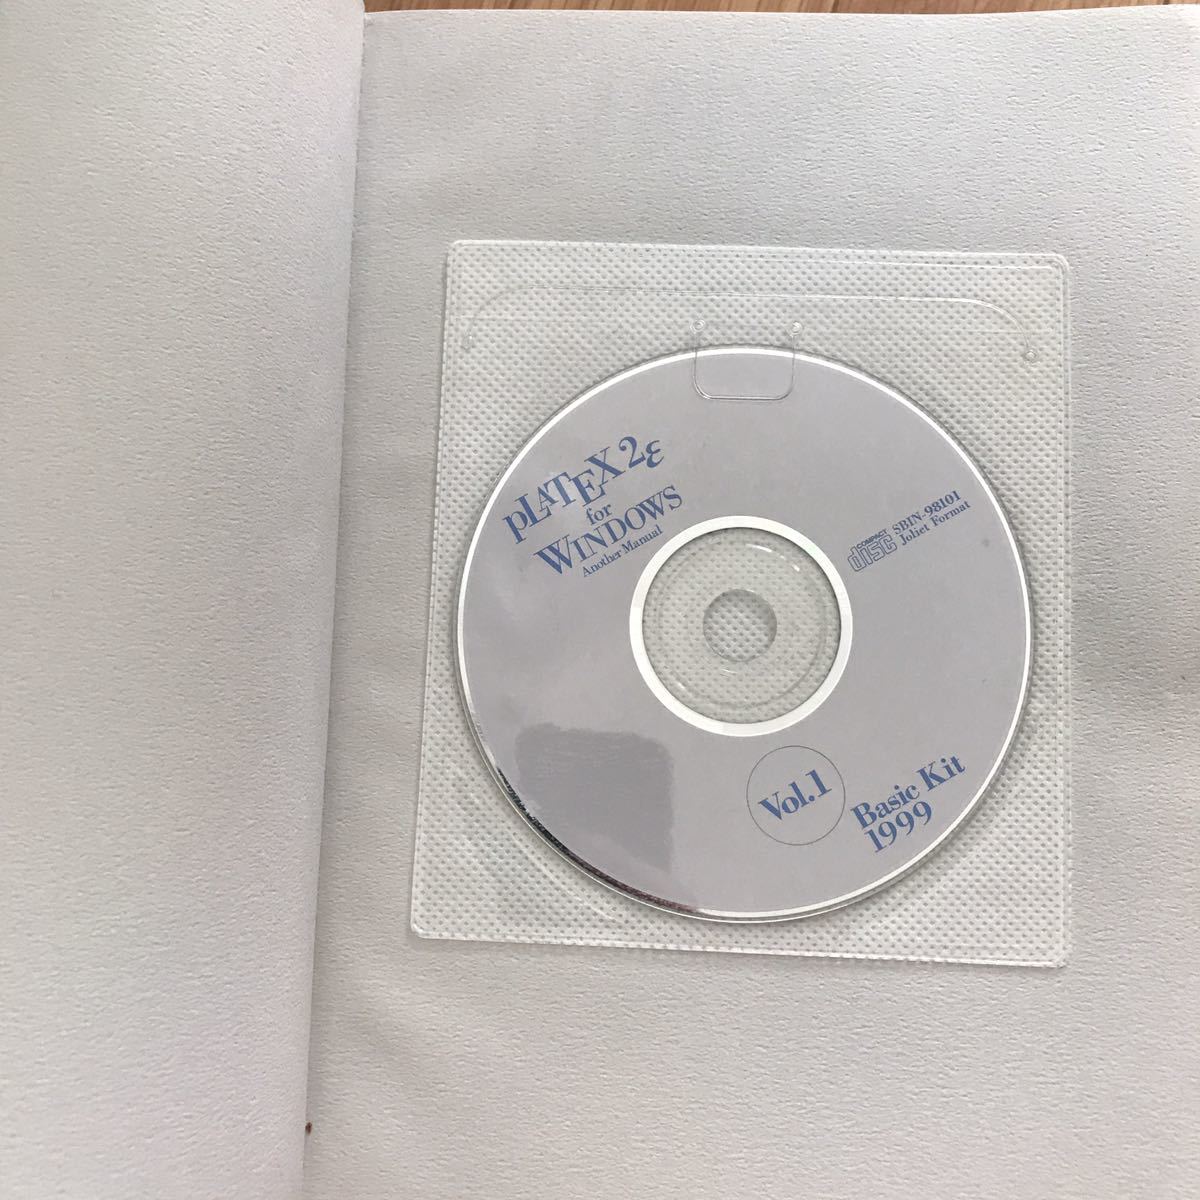 pLATEX 2ε
for
WINDOWS
Another Manual
COMPACT
disc
SBIN-98101
Joliet Format
Vol.1
Basic Kit
1999